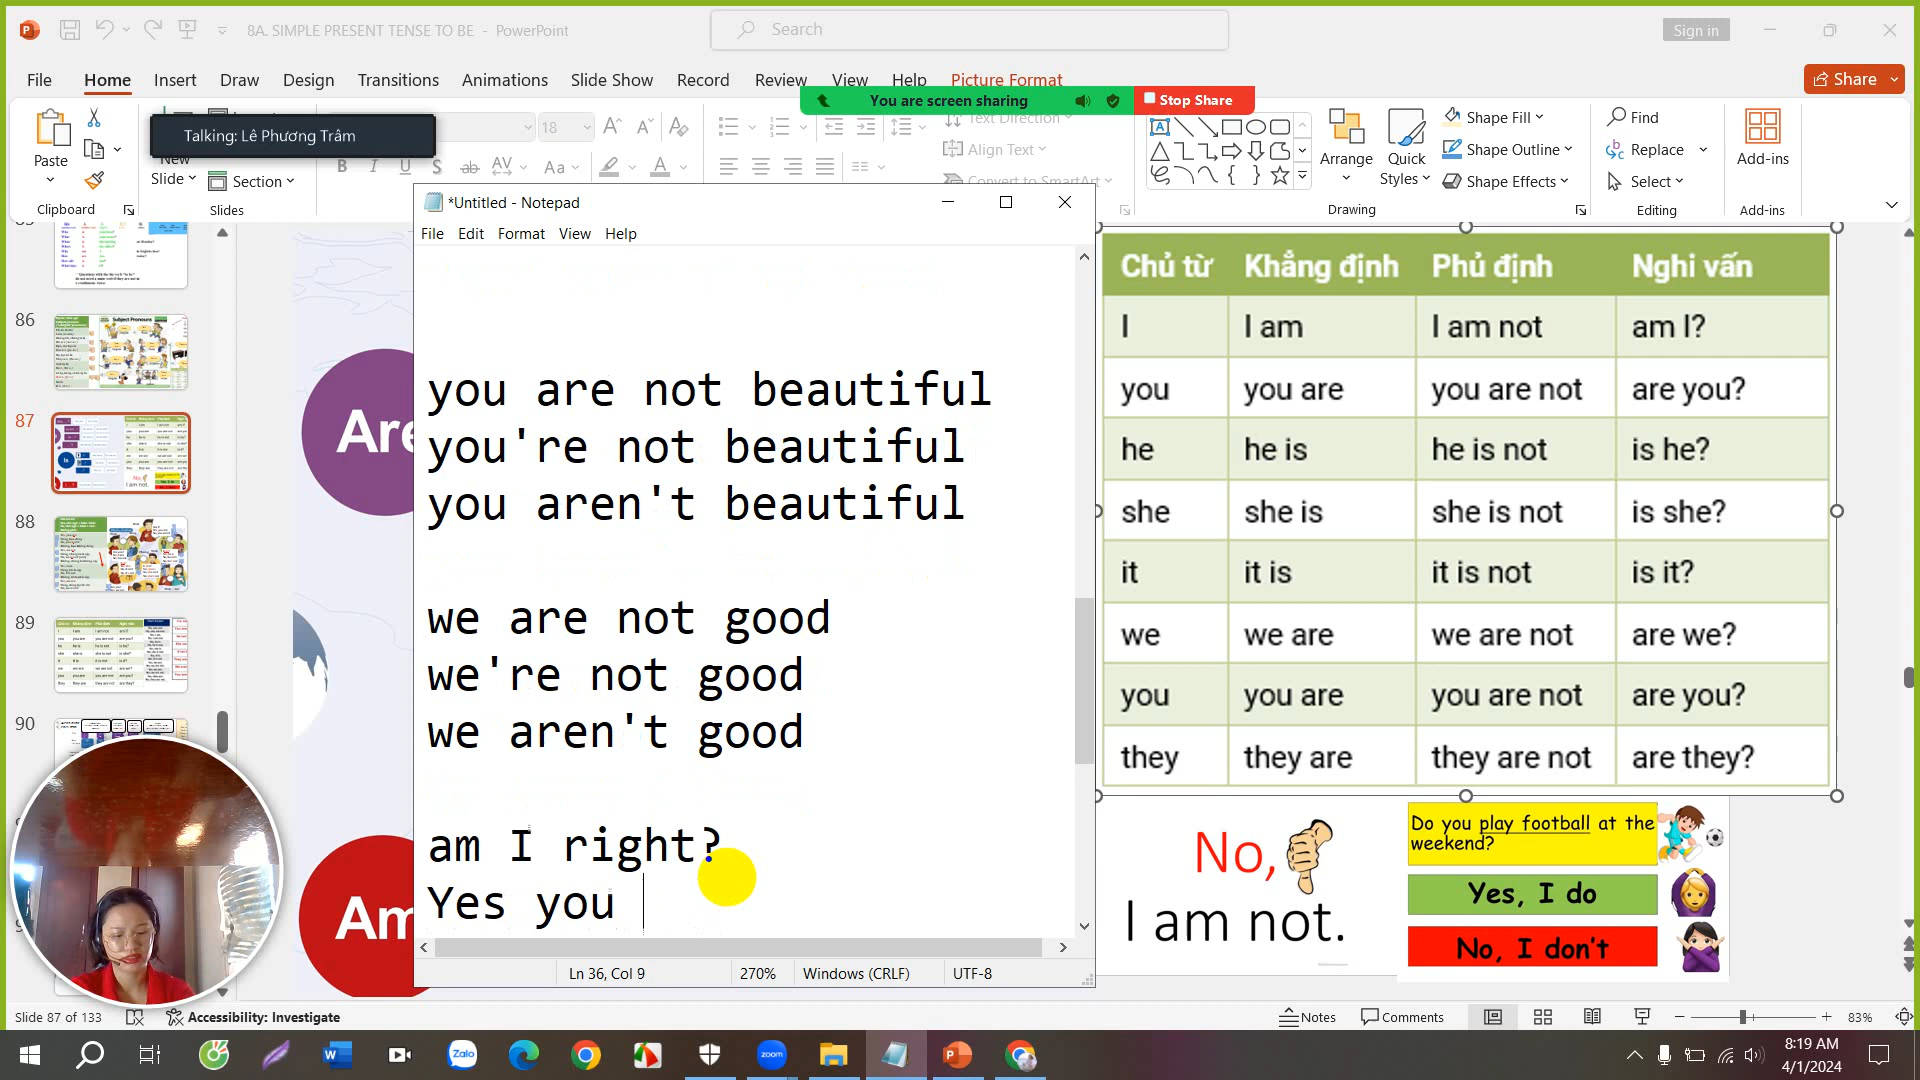 8A. SIMPLE PRESENT TENSE TO BE - PowerPoint
Search
Sign in
File Home Insert Draw Design Transitions Animations Slide Show Record Review View Help Picture Format
Share
You are screen sharing
Stop Share
Talking: Lê Phương Trâm
Paste
New
Slide
Section
18
Text Direction
Align Text
Convert to SmartArt
Arrange
Quick
Styles
Shape Fill
Shape Outline
Shape Effects
Find
Replace
Select
Add-ins
Clipboard
Slides
Drawing
Editing
Add-ins
*Untitled - Notepad
File Edit Format View Help
you are not beautiful
you're not beautiful
you aren't beautiful
we are not good
we're not good
we aren't good
am I right?
Yes you
Ln 36, Col 9
270%
Windows (CRLF)
UTF-8
86
87
88
89
90
Are
Am
Chủ từ Khẳng định Phủ định Nghi vấn
I I am I am not am I?
you you are you are not are you?
he he is he is not is he?
she she is she is not is she?
it it is it is not is it?
we we are we are not are we?
you you are you are not are you?
they they are they are not are they?
No,
I am not.
Do you play football at the
weekend?
Yes, I do
No, I don't
Slide 87 of 133
Accessibility: Investigate
Notes
Comments
83%
Zalo
zoom
8:19 AM
4/1/2024